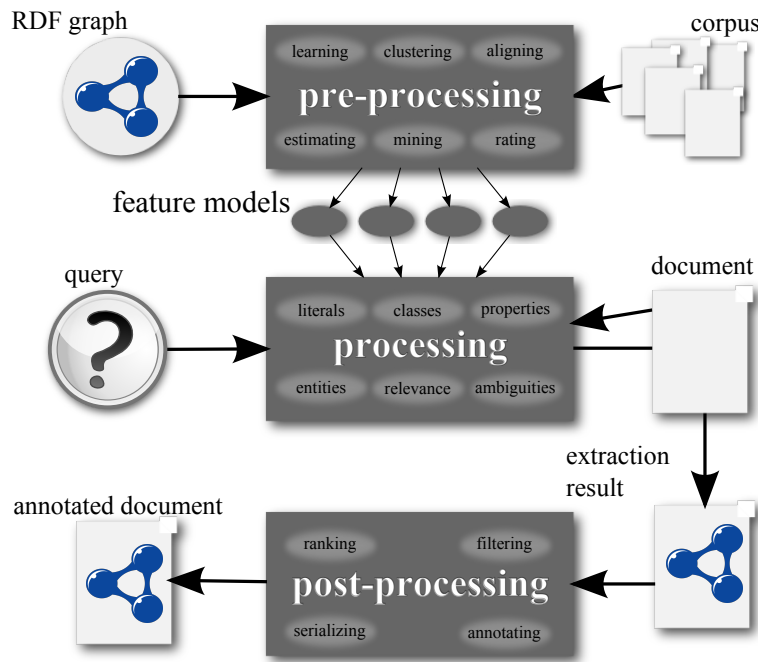 RDF graph
corpus
learning
clustering
aligning
pre-processing
estimating
mining
rating
feature models
query
document
literals
classes
properties
processing
entities
relevance
ambiguities
extraction
result
annotated document
ranking
filtering
post-processing
serializing
annotating